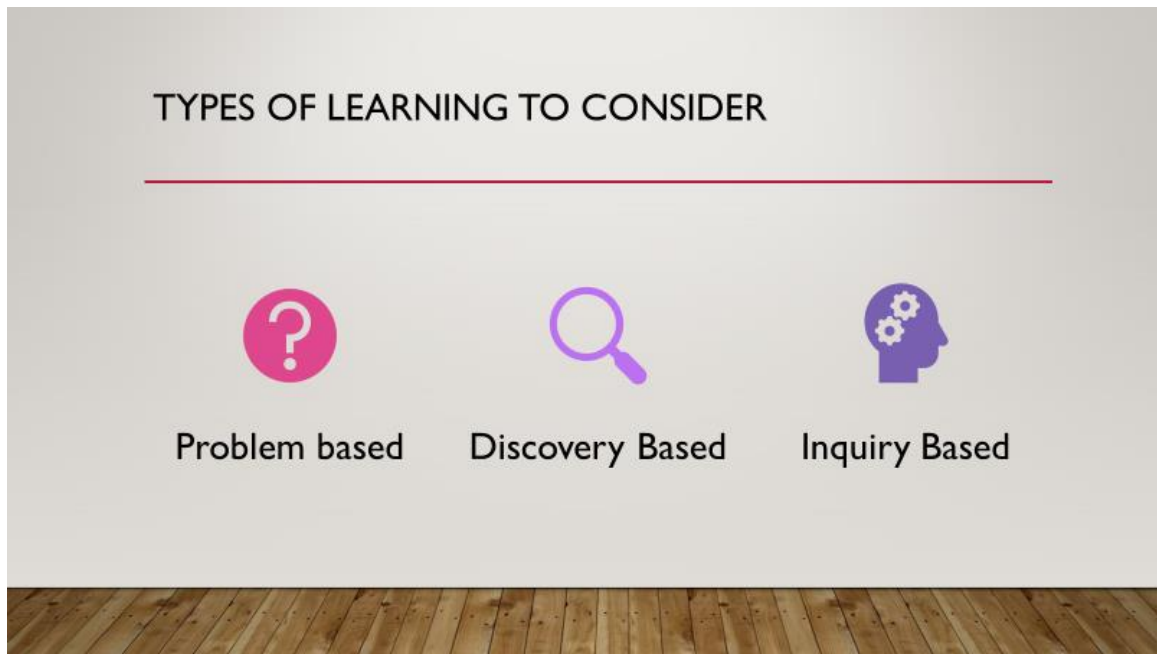 TYPES OF LEARNING TO CONSIDER
Problem based
Discovery Based
Inquiry Based